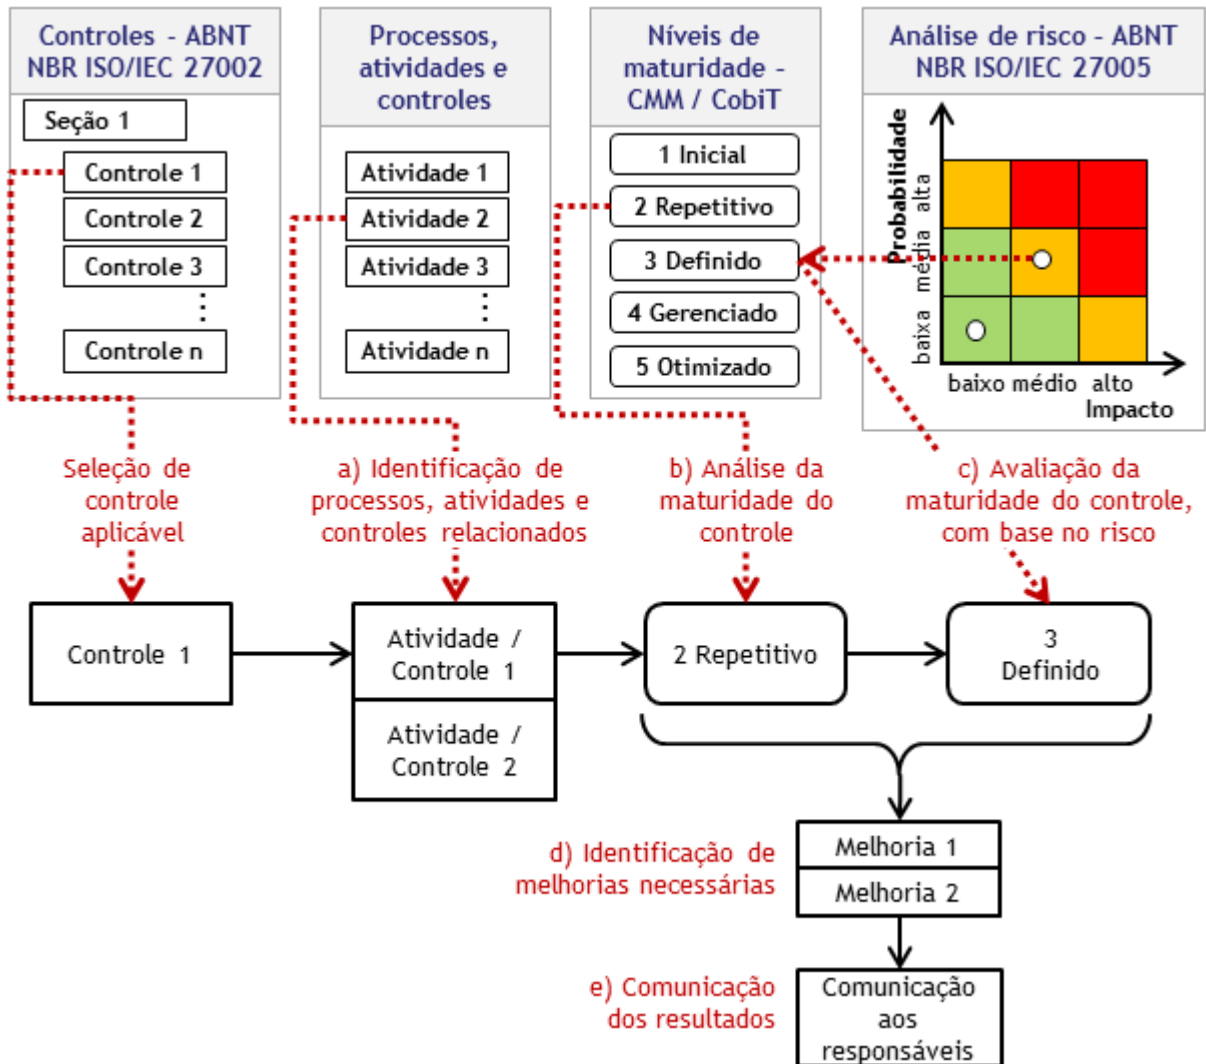 Controles - ABNT
NBR ISO/IEC 27002
Seção 1
Controle 1
Controle 2
Controle 3
Controle n
Processos,
atividades e
controles
Atividade 1
Atividade 2
Atividade 3
Atividade n
Níveis de
maturidade -
CMM / CobiT
1 Inicial
2 Repetitivo
3 Definido
4 Gerenciado
5 Otimizado
Análise de risco - ABNT
NBR ISO/IEC 27005
Probabilidade
alta
média
baixa
baixo médio alto
Impacto
Seleção de
controle
aplicável
a) Identificação de
processos, atividades e
controles relacionados
b) Análise da
maturidade do
controle
c) Avaliação da
maturidade do controle,
com base no risco
Controle 1
Atividade /
Controle 1
Atividade /
Controle 2
2 Repetitivo
3
Definido
d) Identificação de
melhorias necessárias
Melhoria 1
Melhoria 2
e) Comunicação
dos resultados
Comunicação
aos
responsáveis